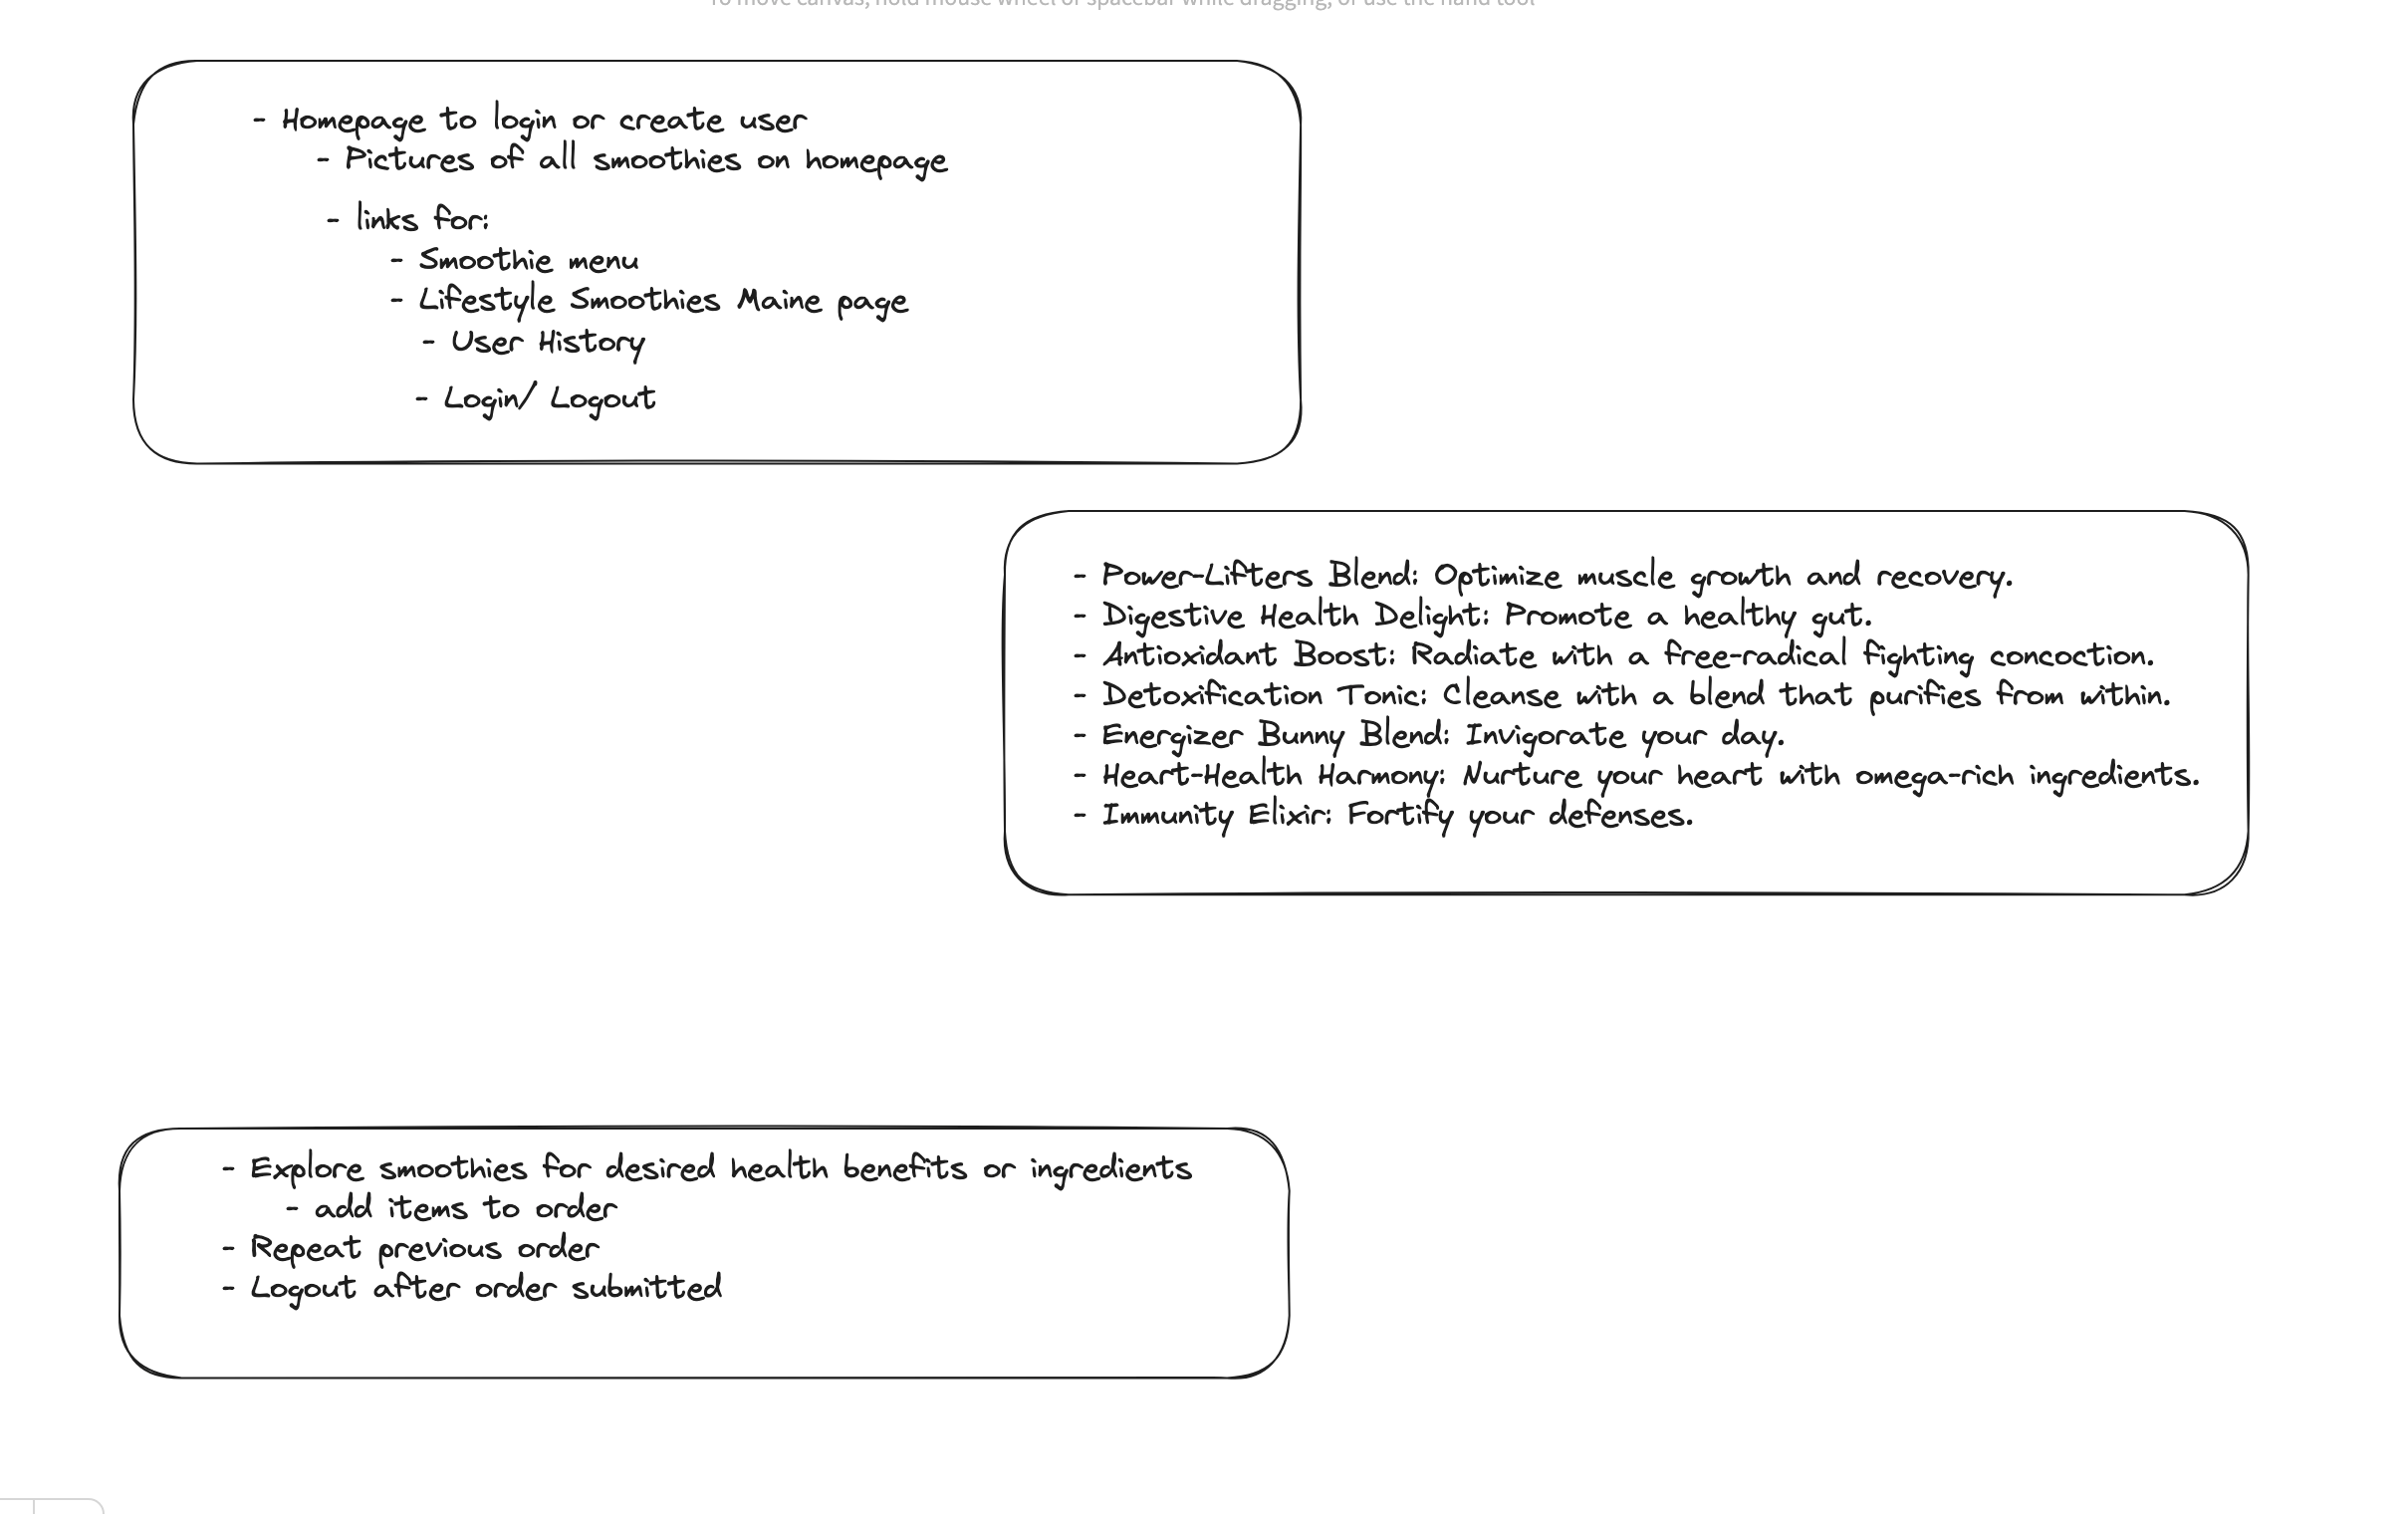 To move canvas, hold mouse wheel or spacebar while dragging, or use the hand tool
- Homepage to login or create user
- Pictures of all smoothies on homepage
- links for:
- Smoothie menu
- Lifestyle Smoothies Maine page
- User History
- Login/ Logout
- Power-Lifters Blend: Optimize muscle growth and recovery.
- Digestive Health Delight: Promote a healthy gut.
- Antioxidant Boost: Radiate with a free-radical fighting concoction.
- Detoxification Tonic: Cleanse with a blend that purifies from within.
- Energizer Bunny Blend: Invigorate your day.
- Heart-Health Harmony: Nurture your heart with omega-rich ingredients.
- Immunity Elixir: Fortify your defenses.
- Explore smoothies for desired health benefits or ingredients
- add items to order
- Repeat previous order
- Logout after order submitted